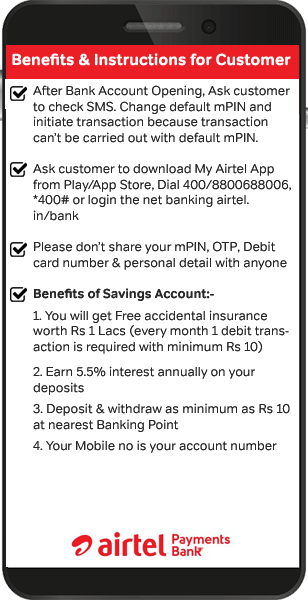 Benefits & Instructions for Customer
After Bank Account Opening, Ask customer
to check SMS. Change default mPIN and
initiate transaction because transaction
can't be carried out with default mPIN.
Ask customer to download My Airtel App
from Play/App Store, Dial 400/8800688006,
*400# or login the net banking airtel.
in/bank
Please don't share your mPIN, OTP, Debit
card number & personal detail with anyone
Benefits of Savings Account:-
1. You will get Free accidental insurance
worth Rs 1 Lacs (every month 1 debit trans-
action is required with minimum Rs 10)
2. Earn 5.5% interest annually on your
deposits
3. Deposit & withdraw as minimum as Rs 10
at nearest Banking Point
4. Your Mobile no is your account number
airtel Payments
Bank